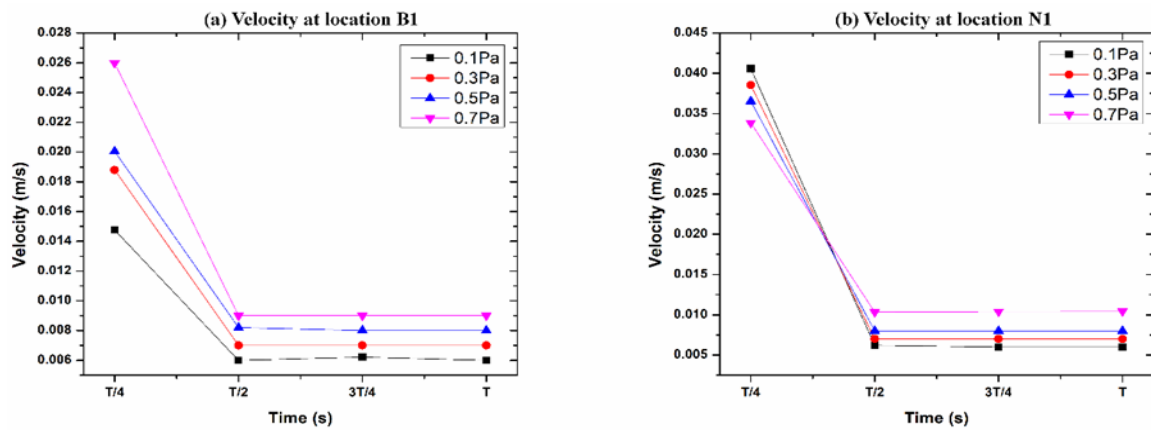 (a) Velocity at location B1
0.028
0.026
0.024
0.022
0.020
0.018
0.016
0.014
0.012
0.010
0.008
0.006
Velocity (m/s)
0.1Pa
0.3Pa
0.5Pa
0.7Pa
T/4 T/2 3T/4 T
Time (s)
(b) Velocity at location N1
0.045
0.040
0.035
0.030
0.025
0.020
0.015
0.010
0.005
Velocity (m/s)
0.1Pa
0.3Pa
0.5Pa
0.7Pa
T/4 T/2 3T/4 T
Time (s)